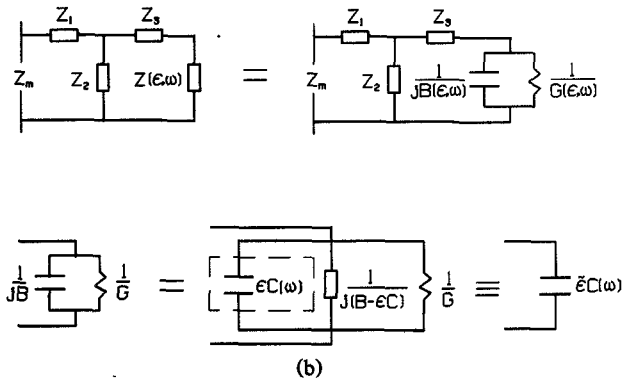 Z₁ Z₃ Z₁ Z₃
Zₘ Z₂ Z(ϵ,ω) = Zₘ Z₂ 1/jB(ϵ,ω) 1/G(ϵ,ω)
1/jB 1/G = ϵC(ω) 1/j(B-ϵC) 1/G ≡ ϵ̃C(ω)
(b)